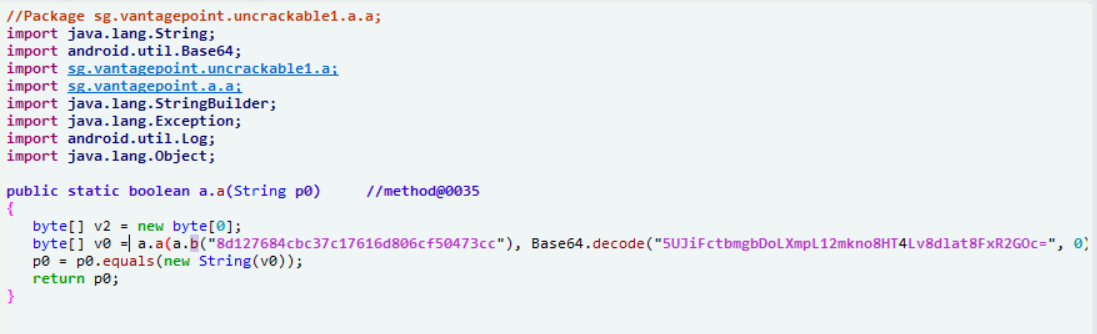 //Package sg.vantagepoint.uncrackable1.a.a;
import java.lang.String;
import android.util.Base64;
import sg.vantagepoint.uncrackable1.a;
import sg.vantagepoint.a.a;
import java.lang.StringBuilder;
import java.lang.Exception;
import android.util.Log;
import java.lang.Object;

public static boolean a.a(String p0)     //method@0035
{
   byte[] v2 = new byte[0];
   byte[] v0 = a.a(a.b("8d127684cbc37c17616d806cf50473cc"), Base64.decode("5UJiFctbmgbDoLXmpL12mkno8HT4Lv8dlat8FxR2GOc=", 0)
   p0 = p0.equals(new String(v0));
   return p0;
}